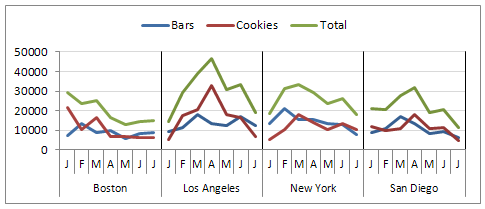 Bars Cookies Total
50000
40000
30000
20000
10000
0
J F M A M J J J F M A M J J J F M A M J J J F M A M J J
Boston Los Angeles New York San Diego